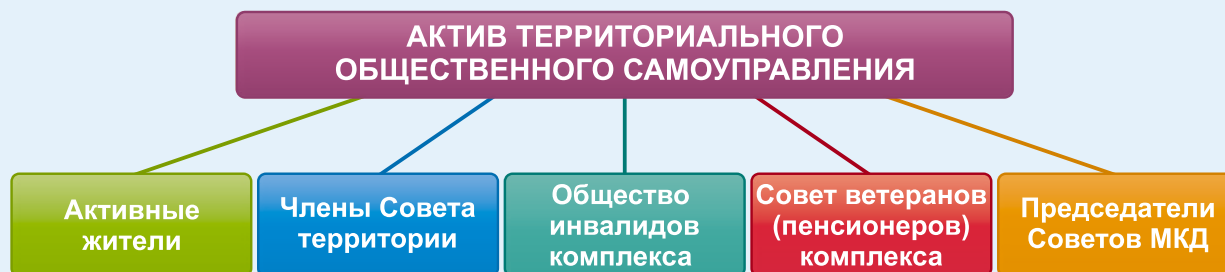 АКТИВ ТЕРРИТОРИАЛЬНОГО
ОБЩЕСТВЕННОГО САМОУПРАВЛЕНИЯ
Активные
жители
Члены Совета
территории
Общество
инвалидов
комплекса
Совет ветеранов
(пенсионеров)
комплекса
Председатели
Советов МКД